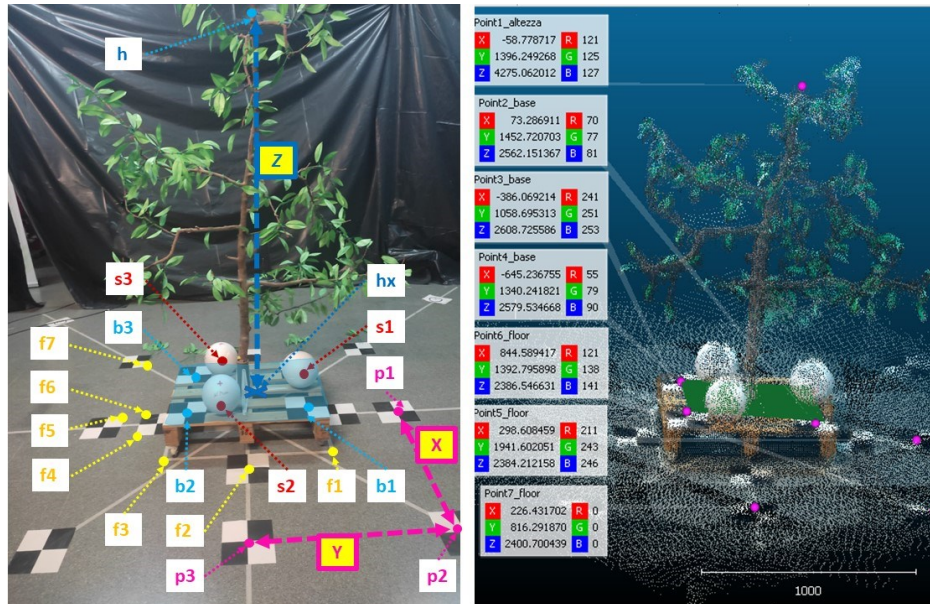 h
Z
s3
hx
b3
s1
f7
p1
f6
f5
X
f4
b2
s2
f1
b1
f3
f2
Y
p3
p2
Point1_altezza
X -58.778717 R 121
Y 1396.249268 G 125
Z 4275.062012 B 127
Point2_base
X 73.286911 R 70
Y 1452.720703 G 77
Z 2562.151367 B 81
Point3_base
X -386.069214 R 241
Y 1058.695313 G 251
Z 2608.725586 B 253
Point4_base
X -645.236755 R 55
Y 1340.241821 G 79
Z 2579.534668 B 90
Point6_floor
X 844.589417 R 121
Y 1392.795898 G 138
Z 2386.546631 B 141
Point5_floor
X 298.608459 R 211
Y 1941.602051 G 243
Z 2384.212158 B 246
Point7_floor
X 226.431702 R 0
Y 816.291870 G 0
Z 2400.700439 B 0
1000